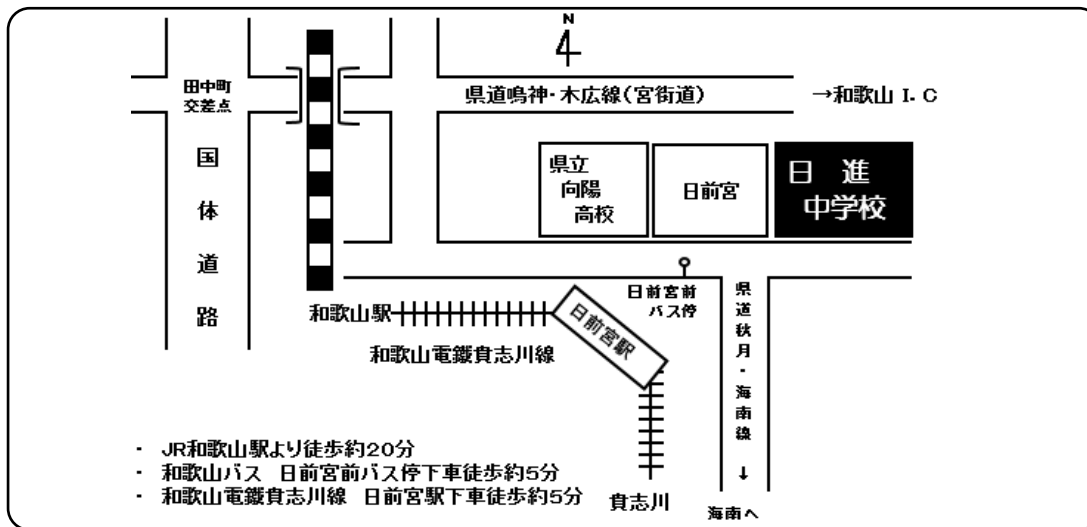 N
田中町
交差点
県道鳴神・木広線(宮街道)
→和歌山 I.C
国体道路
県立
向陽
高校
日前宮
日 進
中学校
日前宮前
バス停
県道秋月・海南線 ↓
和歌山駅
日前宮駅
和歌山電鐵貴志川線
・ JR和歌山駅より徒歩約20分
・ 和歌山バス 日前宮前バス停下車徒歩約5分
・ 和歌山電鐵貴志川線 日前宮駅下車徒歩約5分
貴志川
海南へ